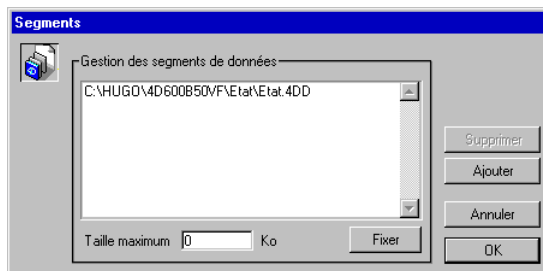 Segments
Gestion des segments de données
C:\HUGO\4D600B50VF\Etat\Etat.4DD
Supprimer
Ajouter
Annuler
Taille maximum 0 Ko Fixer
OK